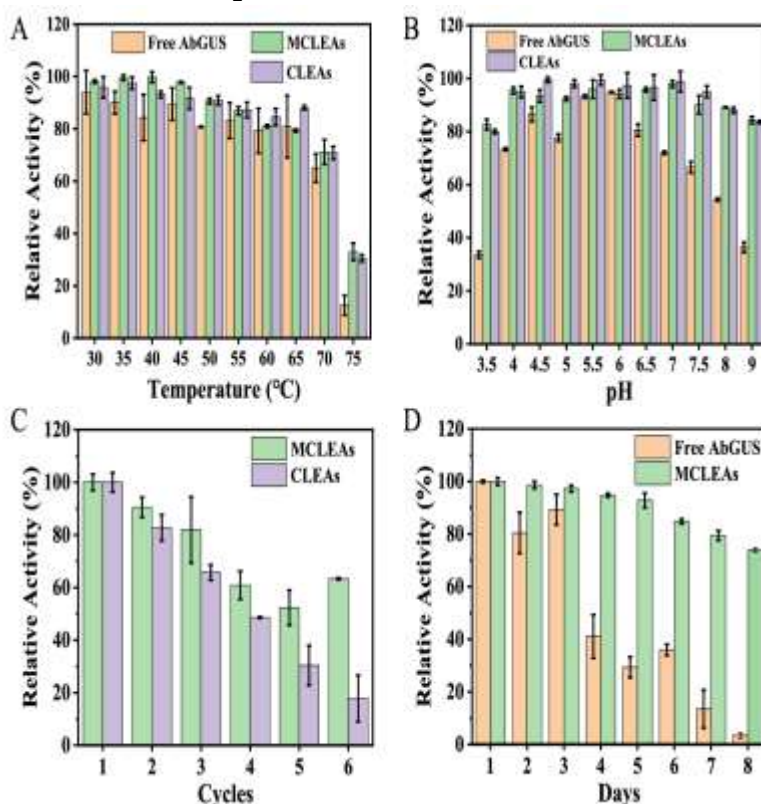 A
Free AbGUS
MCLEAs
CLEAs
Relative Activity (%)
120
100
80
60
40
20
0
30 35 40 45 50 55 60 65 70 75
Temperature (°C)
B
Free AbGUS
MCLEAs
CLEAs
Relative Activity (%)
120
100
80
60
40
20
0
3.5 4 4.5 5 5.5 6 6.5 7 7.5 8 9
pH
C
MCLEAs
CLEAs
Relative Activity (%)
120
100
80
60
40
20
0
1 2 3 4 5 6
Cycles
D
Free AbGUS
MCLEAs
Relative Activity (%)
120
100
80
60
40
20
0
1 2 3 4 5 6 7 8
Days